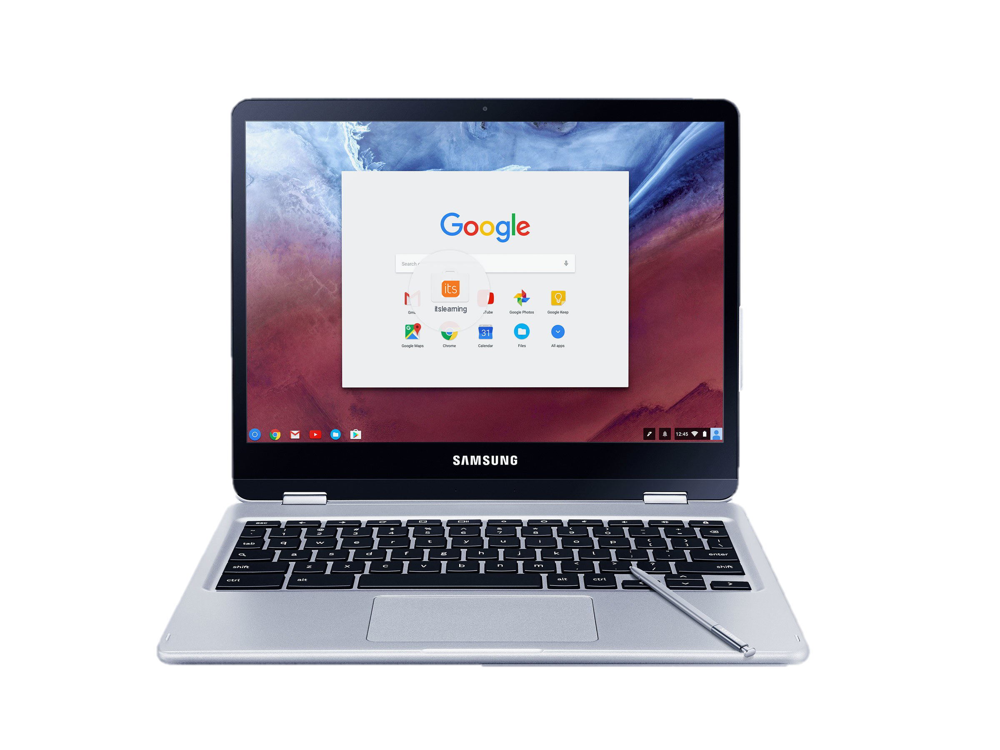 Google
Search
its
itslearning
Google Photos
Google Keep
G
31
Google Maps
Chrome
Calendar
Files
All apps
12:45
SAMSUNG
esc
~ ! @ # $ % ^ & * ( ) _ +
` 1 2 3 4 5 6 7 8 9 0 - =
tab q w e r t y u i o p { [ } ] | \
a s d f g h j k l : ; " ' enter
shift z x c v b n m < , > . ? / shift
ctrl alt alt ctrl < >
SAMSUNG